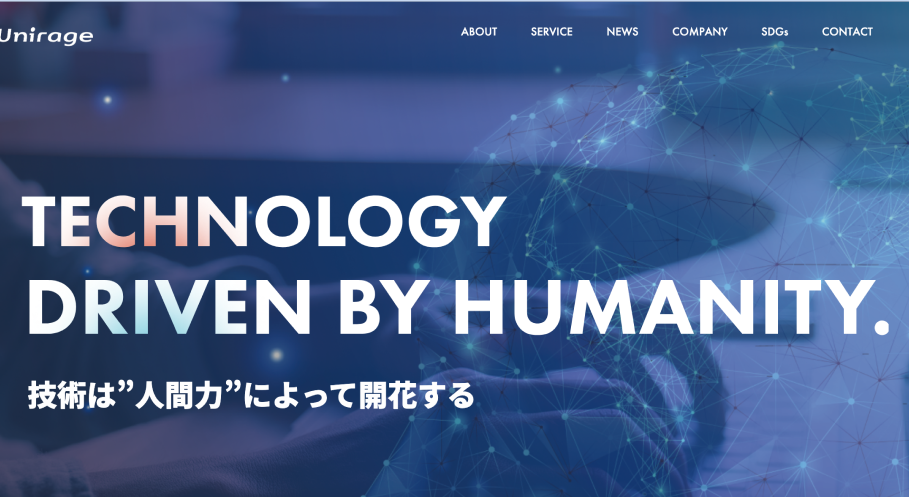 Unirage
ABOUT SERVICE NEWS COMPANY SDGs CONTACT
TECHNOLOGY
DRIVEN BY HUMANITY.
技術は”人間力”によって開花する